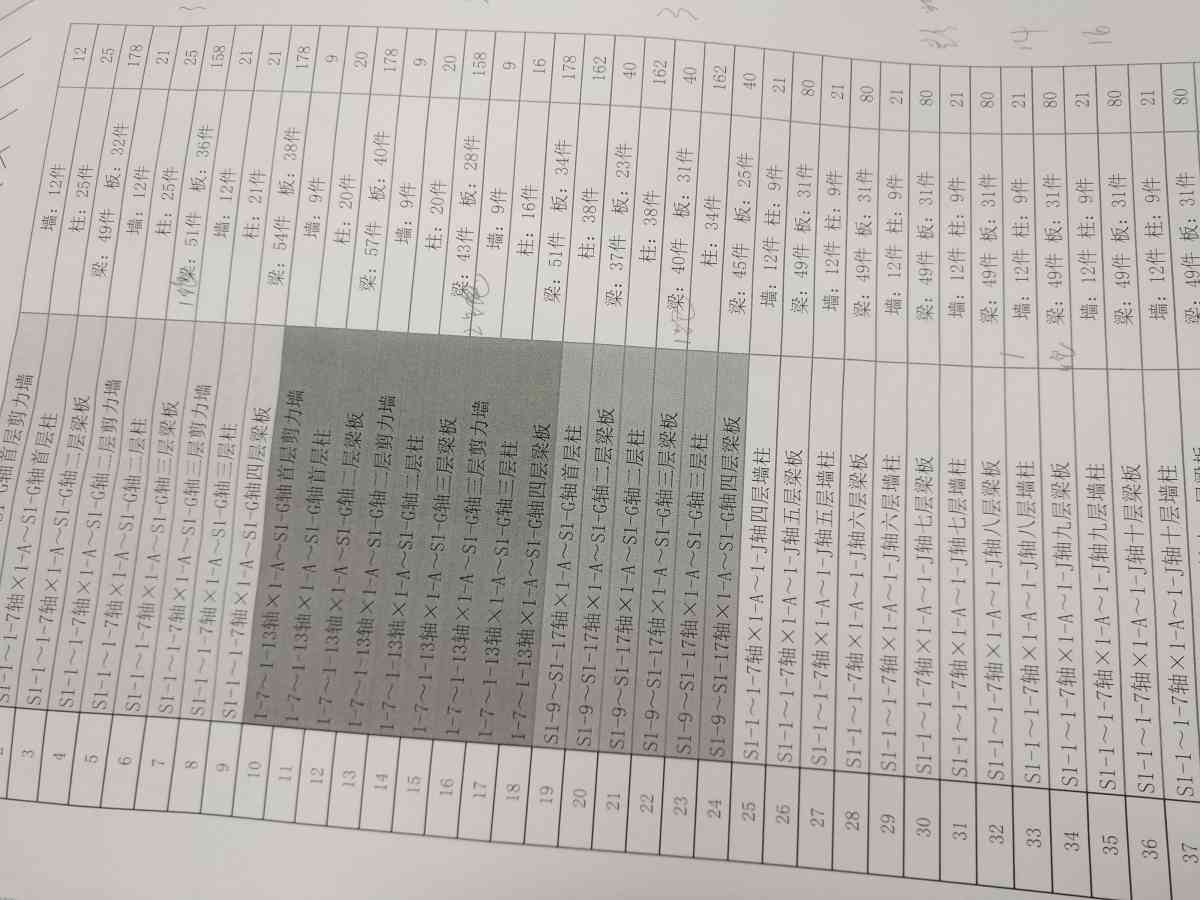 S1-1～1-7轴×1-A～S1-G轴首层剪力墙 墙：12件 12
S1-1～1-7轴×1-A～S1-G轴首层柱 柱：25件 25
3 S1-1～1-7轴×1-A～S1-G轴二层梁板 梁：49件 板：32件 178
4 S1-1～1-7轴×1-A～S1-G轴二层剪力墙 墙：12件 21
5 S1-1～1-7轴×1-A～S1-G轴二层柱 柱：25件 25
6 S1-1～1-7轴×1-A～S1-G轴三层梁板 梁：51件 板：36件 158
7 S1-1～1-7轴×1-A～S1-G轴三层剪力墙 墙：12件 21
8 S1-1～1-7轴×1-A～S1-G轴三层柱 柱：21件 21
9 S1-1～1-7轴×1-A～S1-G轴四层梁板 梁：54件 板：38件 178
10 1-7～1-13轴×1-A～S1-G轴首层剪力墙 墙：9件 9
11 1-7～1-13轴×1-A～S1-G轴首层柱 柱：20件 20
12 1-7～1-13轴×1-A～S1-G轴二层梁板 梁：57件 板：40件 178
13 1-7～1-13轴×1-A～S1-G轴二层剪力墙 墙：9件 9
14 1-7～1-13轴×1-A～S1-G轴二层柱 柱：20件 20
15 1-7～1-13轴×1-A～S1-G轴三层梁板 梁：43件 板：28件 158
16 1-7～1-13轴×1-A～S1-G轴三层剪力墙 墙：9件 9
17 1-7～1-13轴×1-A～S1-G轴三层柱 柱：16件 16
18 1-7～1-13轴×1-A～S1-G轴四层梁板 梁：51件 板：34件 178
19 S1-9～S1-17轴×1-A～S1-G轴首层柱 柱：38件 162
20 S1-9～S1-17轴×1-A～S1-G轴二层梁板 梁：37件 板：23件 40
21 S1-9～S1-17轴×1-A～S1-G轴二层柱 柱：38件 162
22 S1-9～S1-17轴×1-A～S1-G轴三层梁板 梁：40件 板：31件 40
23 S1-9～S1-17轴×1-A～S1-G轴三层柱 柱：34件 162
24 S1-9～S1-17轴×1-A～S1-G轴四层梁板 梁：45件 板：25件 40
25 S1-1～1-7轴×1-A～1-J轴四层墙柱 墙：12件 柱：9件 21
26 S1-1～1-7轴×1-A～1-J轴五层梁板 梁：49件 板：31件 80
27 S1-1～1-7轴×1-A～1-J轴五层墙柱 墙：12件 柱：9件 21
28 S1-1～1-7轴×1-A～1-J轴六层梁板 梁：49件 板：31件 80
29 S1-1～1-7轴×1-A～1-J轴六层墙柱 墙：12件 柱：9件 21
30 S1-1～1-7轴×1-A～1-J轴七层梁板 梁：49件 板：31件 80
31 S1-1～1-7轴×1-A～1-J轴七层墙柱 墙：12件 柱：9件 21
32 S1-1～1-7轴×1-A～1-J轴八层梁板 梁：49件 板：31件 80
33 S1-1～1-7轴×1-A～1-J轴八层墙柱 墙：12件 柱：9件 21
34 S1-1～1-7轴×1-A～1-J轴九层梁板 梁：49件 板：31件 80
35 S1-1～1-7轴×1-A～1-J轴九层墙柱 墙：12件 柱：9件 21
36 S1-1～1-7轴×1-A～1-J轴十层梁板 梁：49件 板：31件 80
37 S1-1～1-7轴×1-A～1-J轴十层墙柱 墙：12件 柱：9件 21
梁：49件 板：31件 80
3
14
16